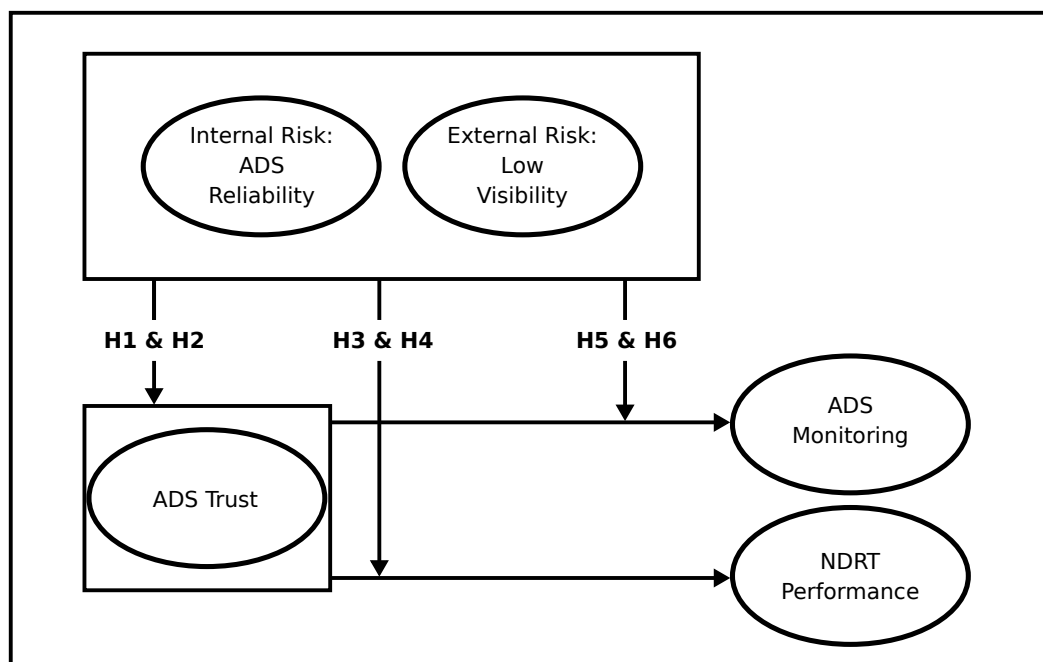 Internal Risk:
ADS
Reliability
External Risk:
Low
Visibility
H1 & H2
H3 & H4
H5 & H6
ADS
Monitoring
ADS Trust
NDRT
Performance